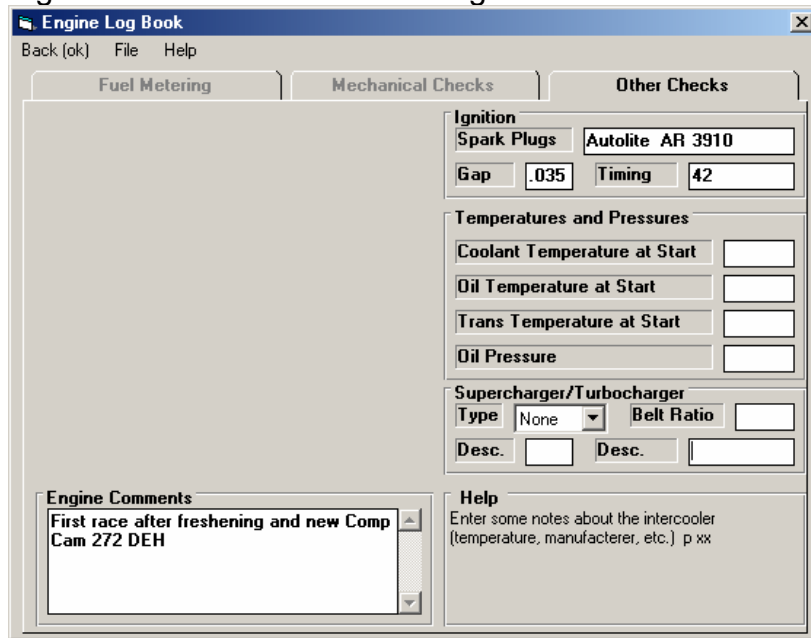 Engine Log Book
Back (ok) File Help
Fuel Metering Mechanical Checks Other Checks
Ignition
Spark Plugs Autolite AR 3910
Gap .035 Timing 42
Temperatures and Pressures
Coolant Temperature at Start
Oil Temperature at Start
Trans Temperature at Start
Oil Pressure
Supercharger/Turbocharger
Type None Belt Ratio
Desc. Desc.
Engine Comments
First race after freshening and new Comp
Cam 272 DEH
Help
Enter some notes about the intercooler
(temperature, manufacterer, etc.) p xx